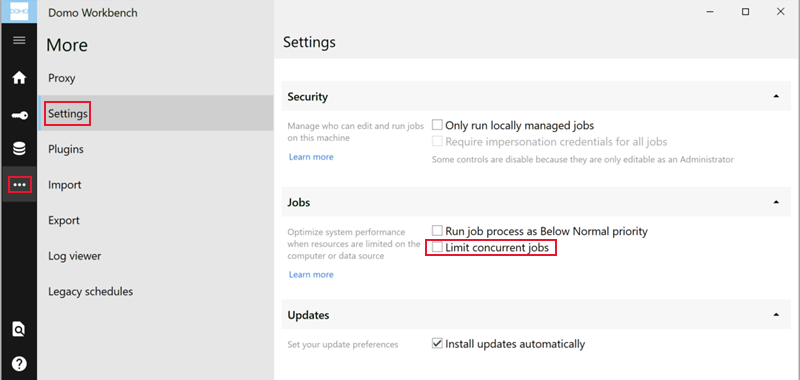 DOMO
Domo Workbench
More
Settings
Proxy
Settings
Plugins
Import
Export
Log viewer
Legacy schedules
Security
Manage who can edit and run jobs
on this machine
Learn more
Only run locally managed jobs
Require impersonation credentials for all jobs
Some controls are disable because they are only editable as an Administrator
Jobs
Optimize system performance
when resources are limited on the
computer or data source
Learn more
Run job process as Below Normal priority
Limit concurrent jobs
Updates
Set your update preferences
Install updates automatically